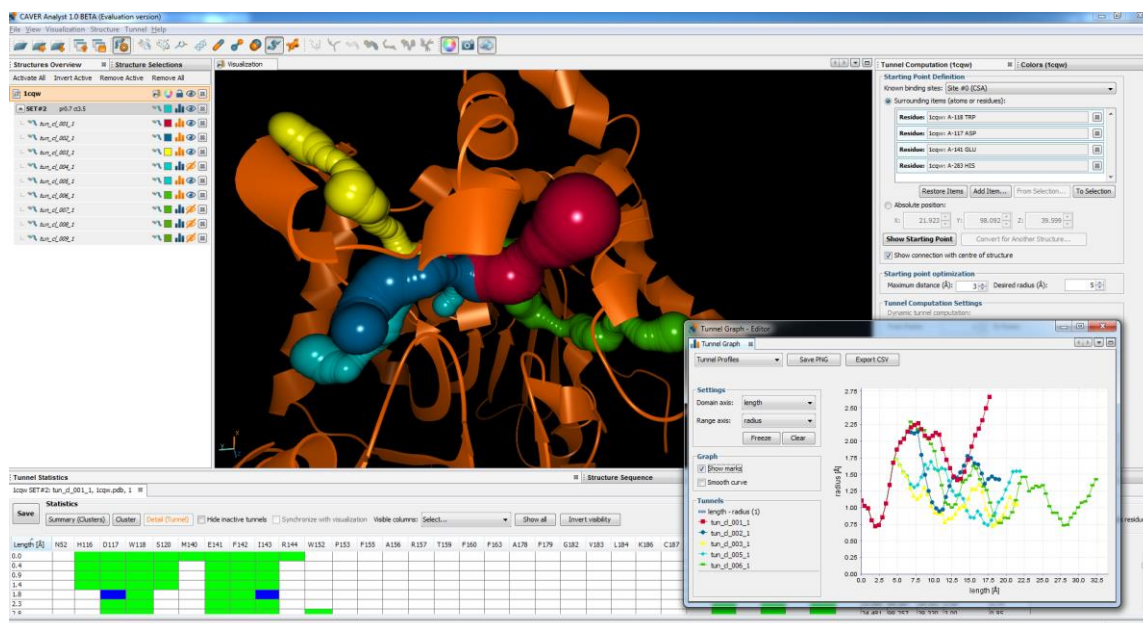 CAVER Analyst 1.0 BETA (Evaluation version)
File View Visualization Structure Tunnel Help
Structures Overview Structure Selections
Activate All Invert Active Remove Active Remove All
1cqw
SET#2
tun_cl_001_1
tun_cl_002_1
tun_cl_003_1
tun_cl_004_1
tun_cl_005_1
tun_cl_006_1
tun_cl_007_1
tun_cl_008_1
tun_cl_009_1
Visualization
Tunnel Computation (1cqw) Colors (1cqw)
Starting Point Definition
Known binding sites: Site #0 (CSA)
Surrounding items (atoms or residues):
Residue: 1cqw: A-118 TRP
Residue: 1cqw: A-117 ASP
Residue: 1cqw: A-141 GLU
Residue: 1cqw: A-283 HIS
Restore Items Add Item... From Selection... To Selection
Absolute position:
X: 21.923 Y: 98.092 Z: 39.599
Show Starting Point Convert for Another Structure...
Show connection with centre of structure
Starting point optimization
Maximum distance (Å): 3 Desired radius (Å): 5
Tunnel Computation Settings
Dynamic tunnel computation:
Tunnel Graph - Editor
Tunnel Graph
Tunnel Profiles Save PNG Export CSV
Settings
Domain axis: length
Range axis: radius
Freeze Clear
Graph
Show marks
Smooth curve
Tunnels
length - radius (1)
tun_cl_001_1
tun_cl_002_1
tun_cl_003_1
tun_cl_005_1
tun_cl_006_1
radius [Å]
2.75
2.50
2.25
2.00
1.75
1.50
1.25
1.00
0.75
0.50
0.25
0.00
0.0 2.5 5.0 7.5 10.0 12.5 15.0 17.5 20.0 22.5 25.0 27.5 30.0 32.5
length [Å]
Tunnel Statistics Structure Sequence
1cqw SET#2: tun_cl_001_1, 1cqw.pdb, 1
Statistics
Save Summary (Clusters) Cluster Detail (Tunnel) Hide inactive tunnels Synchronize with visualization Visible columns: Select... Show all Invert visibility
Length [Å] N52 H116 D117 W118 S120 M140 E141 F142 I143 R144 W152 P153 F155 A156 R157 T159 F160 F163 A178 P179 G182 V183 L184 K186 C187
0.0
0.4
0.9
1.4
1.8
2.3